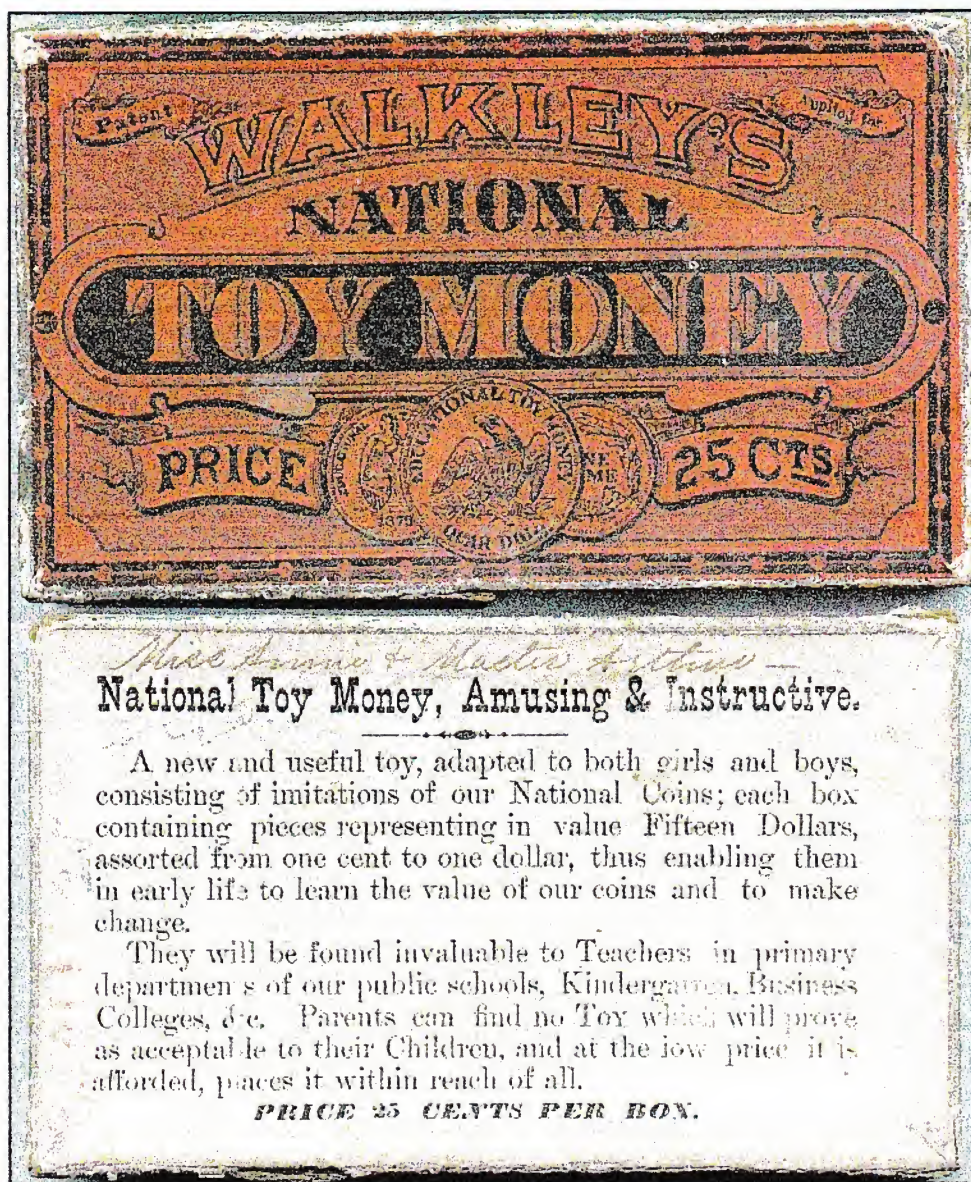 Patent
Applied for
WALKLEY'S
NATIONAL
TOY MONEY
PRICE
NATIONAL TOY MONEY
1879
25 CTS
Miss Annie & Master Arthur —
National Toy Money, Amusing & Instructive.
A new and useful toy, adapted to both girls and boys,
consisting of imitations of our National Coins; each box
containing pieces representing in value Fifteen Dollars,
assorted from one cent to one dollar, thus enabling them
in early life to learn the value of our coins and to make
change.
They will be found invaluable to Teachers in primary
departments of our public schools, Kindergarten, Business
Colleges, &c. Parents can find no Toy which will prove
as acceptable to their Children, and at the low price it is
afforded, places it within reach of all.
PRICE 25 CENTS PER BOX.